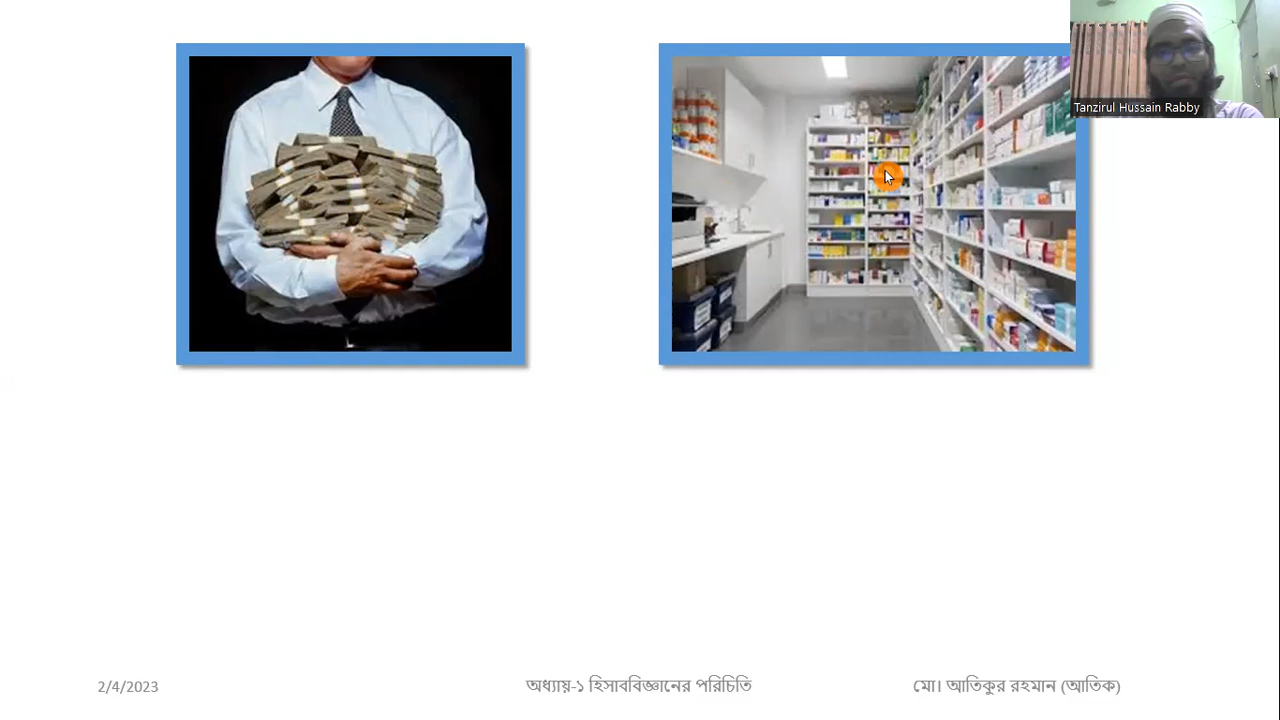 Tanzirul Hussain Rabby
2/4/2023
অধ্যায়-১ হিসাববিজ্ঞানের পরিচিতি
মো। আতিকুর রহমান (আতিক)